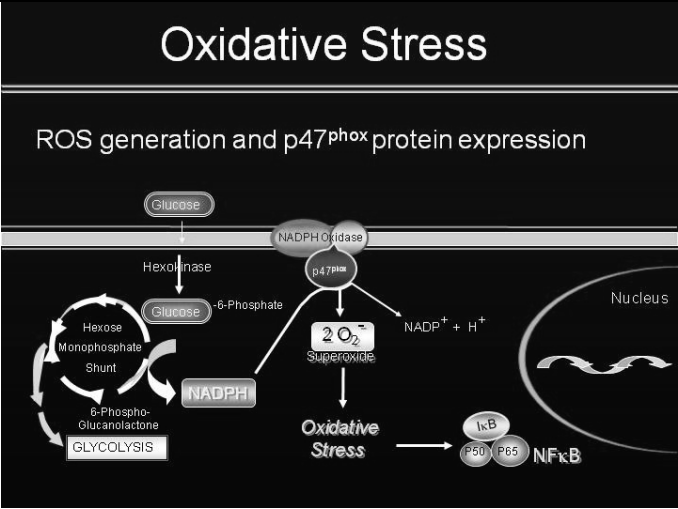 Oxidative Stress
ROS generation and p47phox protein expression
Glucose
NADPH Oxidase
p47phox
Hexokinase
Glucose -6-Phosphate
Nucleus
Hexose
Monophosphate
Shunt
NADP+ + H+
2 O2-
Superoxide
NADPH
6-Phospho-
Glucanolactone
GLYCOLYSIS
Oxidative
Stress
IκB
P50 P65 NFκB